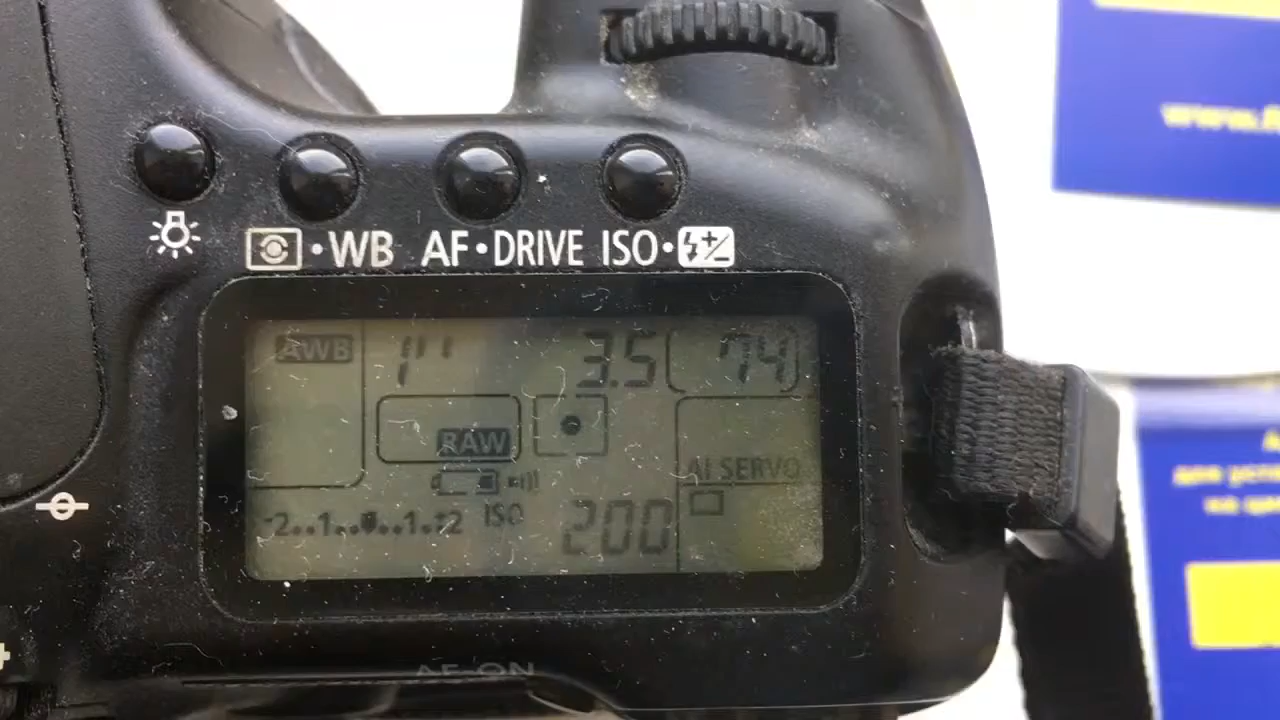 www.
WB AF•DRIVE ISO•
AWB 1" 3.5 74
RAW
AI SERVO
-2..1..▼..1.+2 ISO 200
AF-ON